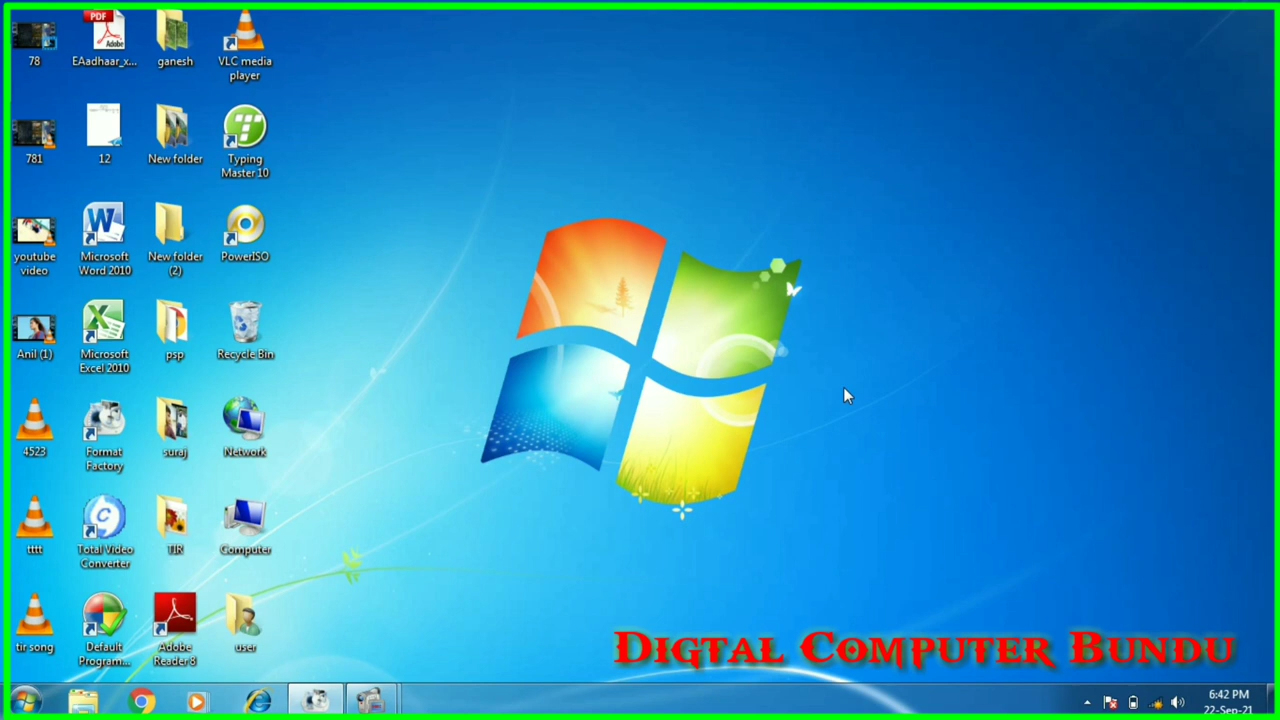 78
EAadhaar_x...
ganesh
VLC media
player
781
12
New folder
Typing
Master 10
youtube
video
Microsoft
Word 2010
New folder
(2)
PowerISO
Anil (1)
Microsoft
Excel 2010
psp
Recycle Bin
4523
Format
Factory
suraj
Network
tttt
Total Video
Converter
TIR
Computer
tir song
Default
Program...
Adobe
Reader 8
user
PDF
Adobe
Digtal Computer Bundu
6:42 PM
22-Sep-21